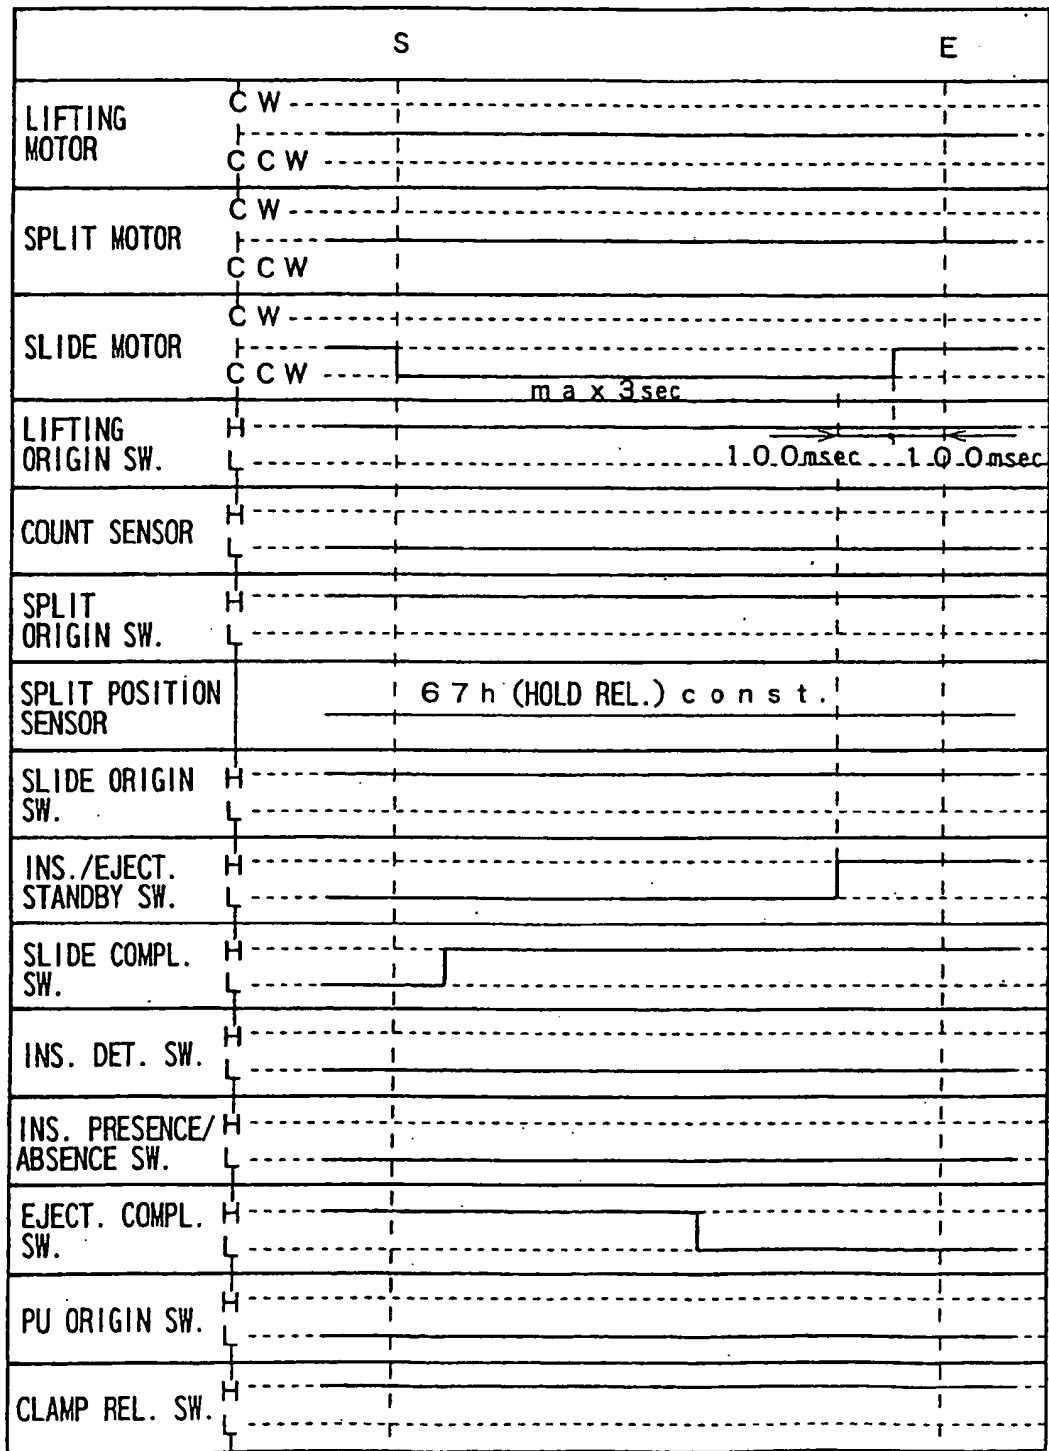 S E
LIFTING
MOTOR
CW
CCW
SPLIT MOTOR
CW
CCW
SLIDE MOTOR
CW
CCW
max 3sec
LIFTING
ORIGIN SW.
H
L
100msec 100msec
COUNT SENSOR
H
L
SPLIT
ORIGIN SW.
H
L
SPLIT POSITION
SENSOR
67h (HOLD REL.) const.
SLIDE ORIGIN
SW.
H
L
INS./EJECT.
STANDBY SW.
H
L
SLIDE COMPL.
SW.
H
L
INS. DET. SW.
H
L
INS. PRESENCE/
ABSENCE SW.
H
L
EJECT. COMPL.
SW.
H
L
PU ORIGIN SW.
H
L
CLAMP REL. SW.
H
L